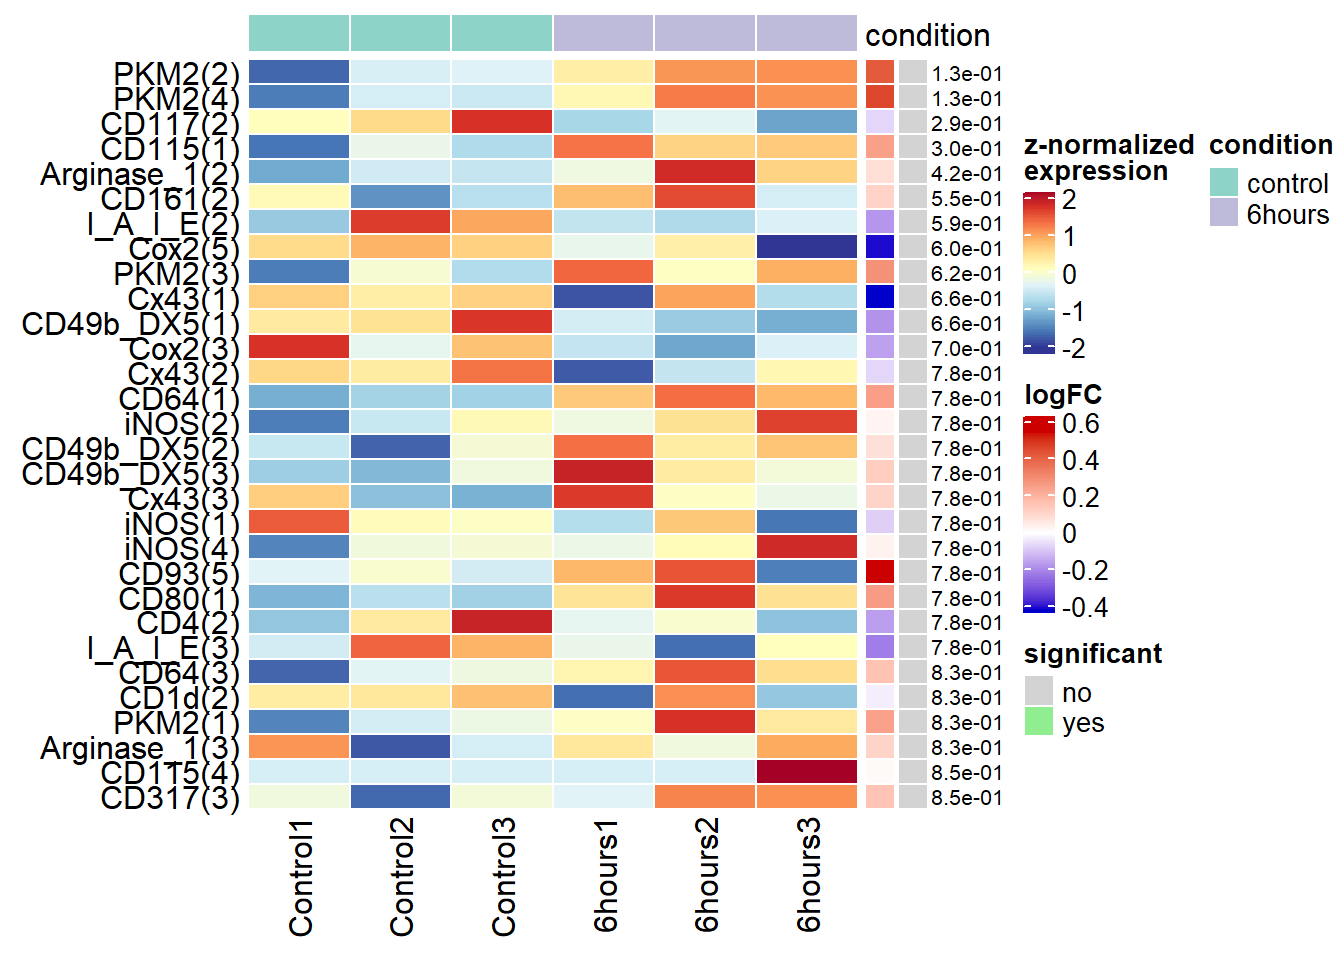 condition
PKM2(2) 1.3e-01
PKM2(4) 1.3e-01
CD117(2) 2.9e-01
CD115(1) 3.0e-01
Arginase_1(2) 4.2e-01
CD161(2) 5.5e-01
I_A_I_E(2) 5.9e-01
Cox2(5) 6.0e-01
PKM2(3) 6.2e-01
Cx43(1) 6.6e-01
CD49b_DX5(1) 6.6e-01
Cox2(3) 7.0e-01
Cx43(2) 7.8e-01
CD64(1) 7.8e-01
iNOS(2) 7.8e-01
CD49b_DX5(2) 7.8e-01
CD49b_DX5(3) 7.8e-01
Cx43(3) 7.8e-01
iNOS(1) 7.8e-01
iNOS(4) 7.8e-01
CD93(5) 7.8e-01
CD80(1) 7.8e-01
CD4(2) 7.8e-01
I_A_I_E(3) 7.8e-01
CD64(3) 8.3e-01
CD1d(2) 8.3e-01
PKM2(1) 8.3e-01
Arginase_1(3) 8.3e-01
CD115(4) 8.5e-01
CD317(3) 8.5e-01
Control1
Control2
Control3
6hours1
6hours2
6hours3
z-normalized
expression
2
1
0
-1
-2
logFC
0.6
0.4
0.2
0
-0.2
-0.4
significant
no
yes
condition
control
6hours